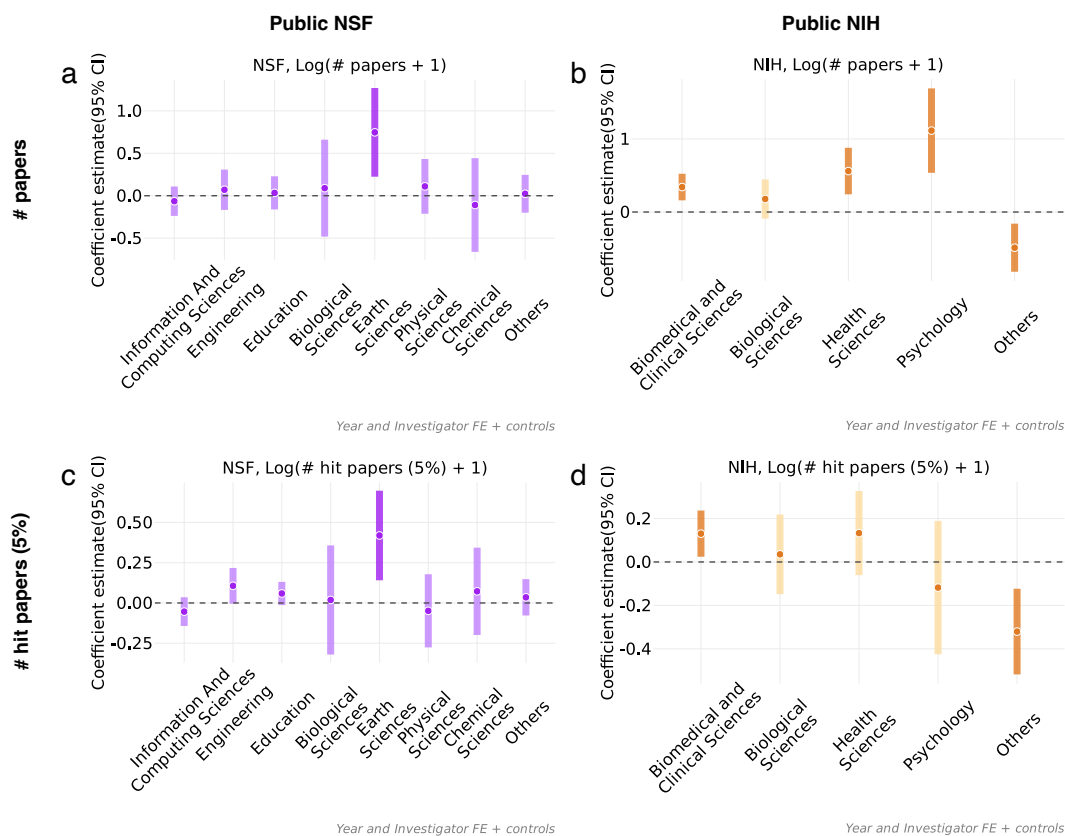 Public NSF
Public NIH
# papers
a
NSF, Log(# papers + 1)
Coefficient estimate(95% CI)
1.0
0.5
0.0
-0.5
Information And
Computing Sciences
Engineering
Education
Biological
Sciences
Earth
Sciences
Physical
Sciences
Chemical
Sciences
Others
Year and Investigator FE + controls
b
NIH, Log(# papers + 1)
Coefficient estimate(95% CI)
1
0
Biomedical and
Clinical Sciences
Biological
Sciences
Health
Sciences
Psychology
Others
Year and Investigator FE + controls
# hit papers (5%)
c
NSF, Log(# hit papers (5%) + 1)
Coefficient estimate(95% CI)
0.50
0.25
0.00
-0.25
Information And
Computing Sciences
Engineering
Education
Biological
Sciences
Earth
Sciences
Physical
Sciences
Chemical
Sciences
Others
Year and Investigator FE + controls
d
NIH, Log(# hit papers (5%) + 1)
Coefficient estimate(95% CI)
0.2
0.0
-0.2
-0.4
Biomedical and
Clinical Sciences
Biological
Sciences
Health
Sciences
Psychology
Others
Year and Investigator FE + controls